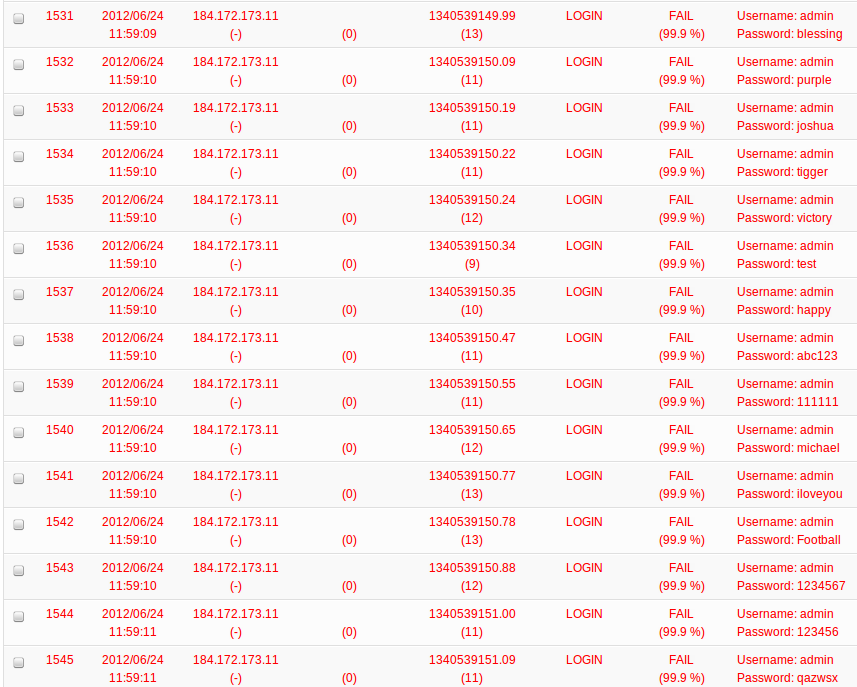 1531 2012/06/24 184.172.173.11 1340539149.99 LOGIN FAIL Username: admin
11:59:09 (-) (0) (13) (99.9 %) Password: blessing
1532 2012/06/24 184.172.173.11 1340539150.09 LOGIN FAIL Username: admin
11:59:10 (-) (0) (11) (99.9 %) Password: purple
1533 2012/06/24 184.172.173.11 1340539150.19 LOGIN FAIL Username: admin
11:59:10 (-) (0) (11) (99.9 %) Password: joshua
1534 2012/06/24 184.172.173.11 1340539150.22 LOGIN FAIL Username: admin
11:59:10 (-) (0) (11) (99.9 %) Password: tigger
1535 2012/06/24 184.172.173.11 1340539150.24 LOGIN FAIL Username: admin
11:59:10 (-) (0) (12) (99.9 %) Password: victory
1536 2012/06/24 184.172.173.11 1340539150.34 LOGIN FAIL Username: admin
11:59:10 (-) (0) (9) (99.9 %) Password: test
1537 2012/06/24 184.172.173.11 1340539150.35 LOGIN FAIL Username: admin
11:59:10 (-) (0) (10) (99.9 %) Password: happy
1538 2012/06/24 184.172.173.11 1340539150.47 LOGIN FAIL Username: admin
11:59:10 (-) (0) (11) (99.9 %) Password: abc123
1539 2012/06/24 184.172.173.11 1340539150.55 LOGIN FAIL Username: admin
11:59:10 (-) (0) (11) (99.9 %) Password: 111111
1540 2012/06/24 184.172.173.11 1340539150.65 LOGIN FAIL Username: admin
11:59:10 (-) (0) (12) (99.9 %) Password: michael
1541 2012/06/24 184.172.173.11 1340539150.77 LOGIN FAIL Username: admin
11:59:10 (-) (0) (13) (99.9 %) Password: iloveyou
1542 2012/06/24 184.172.173.11 1340539150.78 LOGIN FAIL Username: admin
11:59:10 (-) (0) (13) (99.9 %) Password: Football
1543 2012/06/24 184.172.173.11 1340539150.88 LOGIN FAIL Username: admin
11:59:10 (-) (0) (12) (99.9 %) Password: 1234567
1544 2012/06/24 184.172.173.11 1340539151.00 LOGIN FAIL Username: admin
11:59:11 (-) (0) (11) (99.9 %) Password: 123456
1545 2012/06/24 184.172.173.11 1340539151.09 LOGIN FAIL Username: admin
11:59:11 (-) (0) (11) (99.9 %) Password: qazwsx